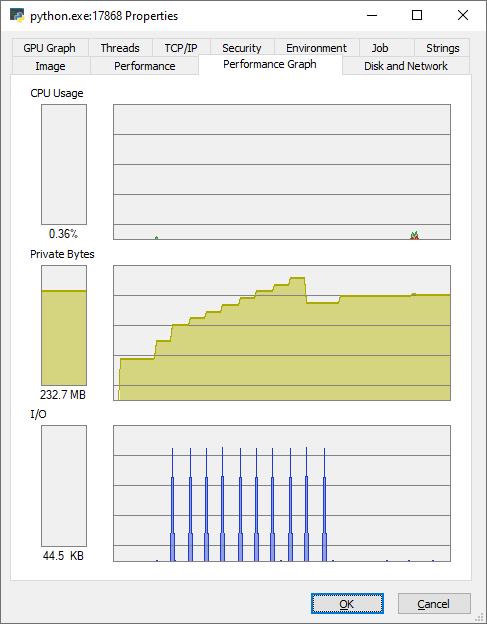 python.exe:17868 Properties
GPU Graph Threads TCP/IP Security Environment Job Strings
Image Performance Performance Graph Disk and Network
CPU Usage
0.36%
Private Bytes
232.7 MB
I/O
44.5 KB
OK Cancel